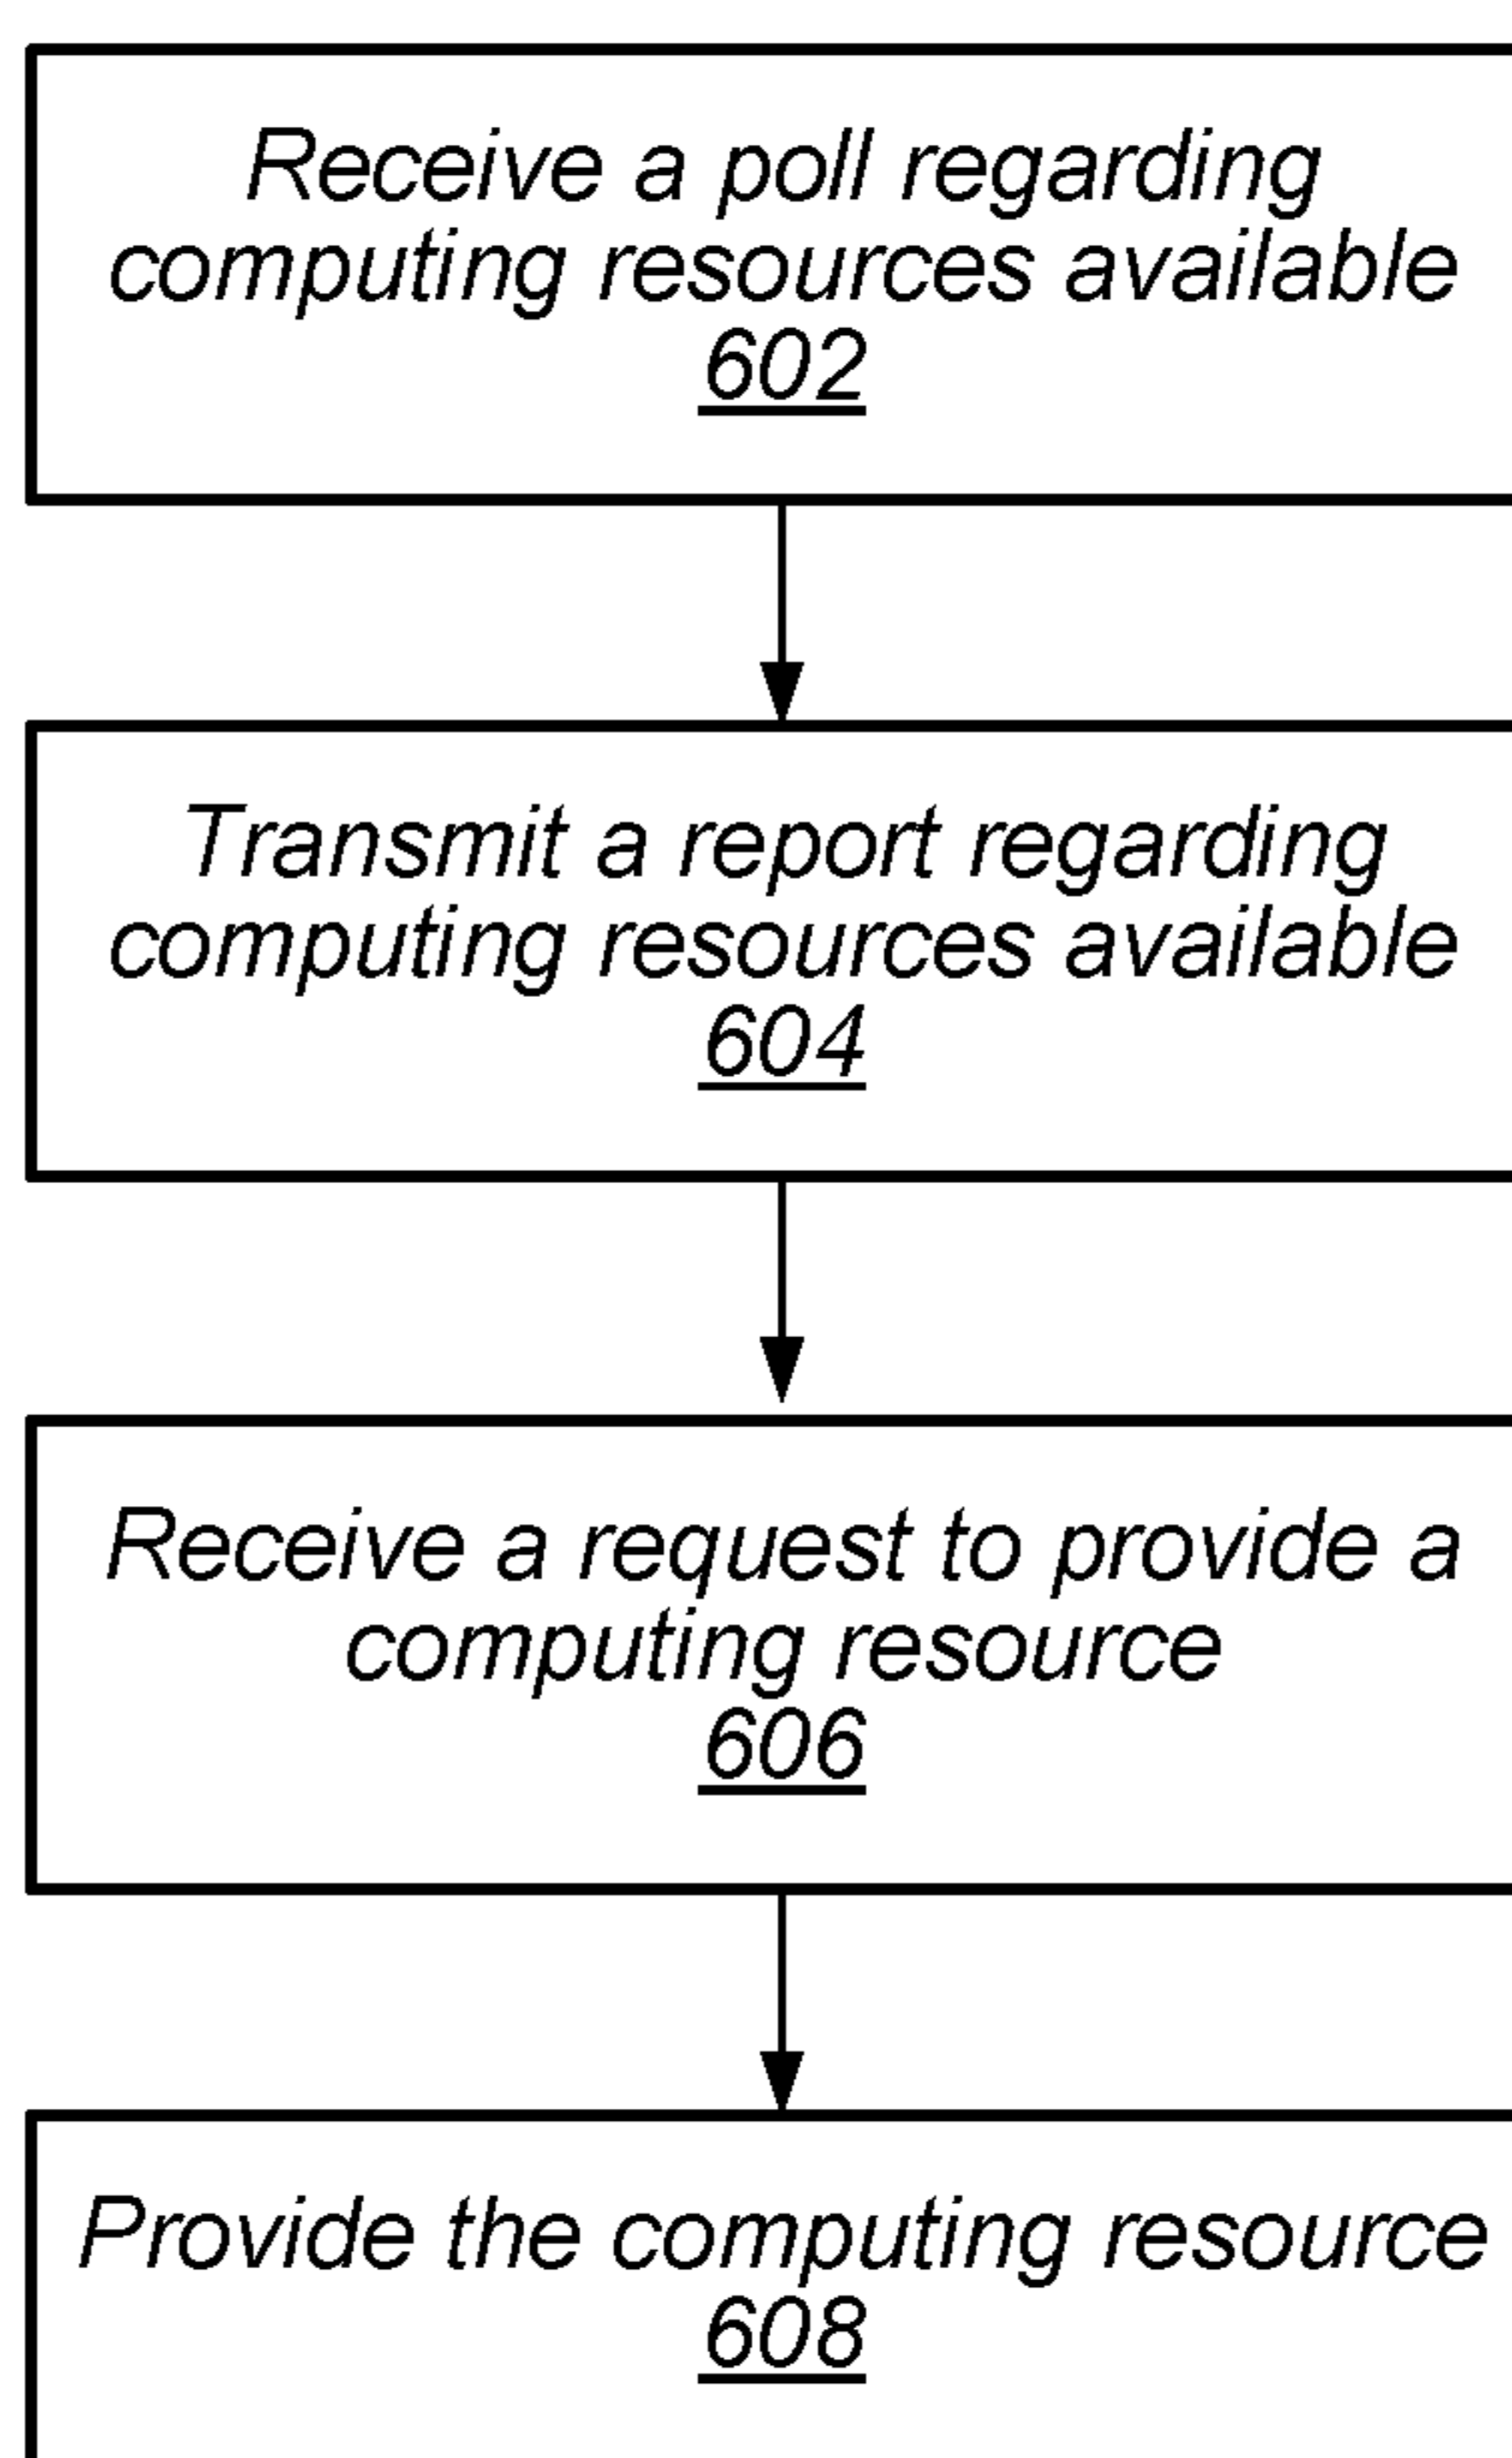 Receive a poll regarding
computing resources available
602
Transmit a report regarding
computing resources available
604
Receive a request to provide a
computing resource
606
Provide the computing resource
608